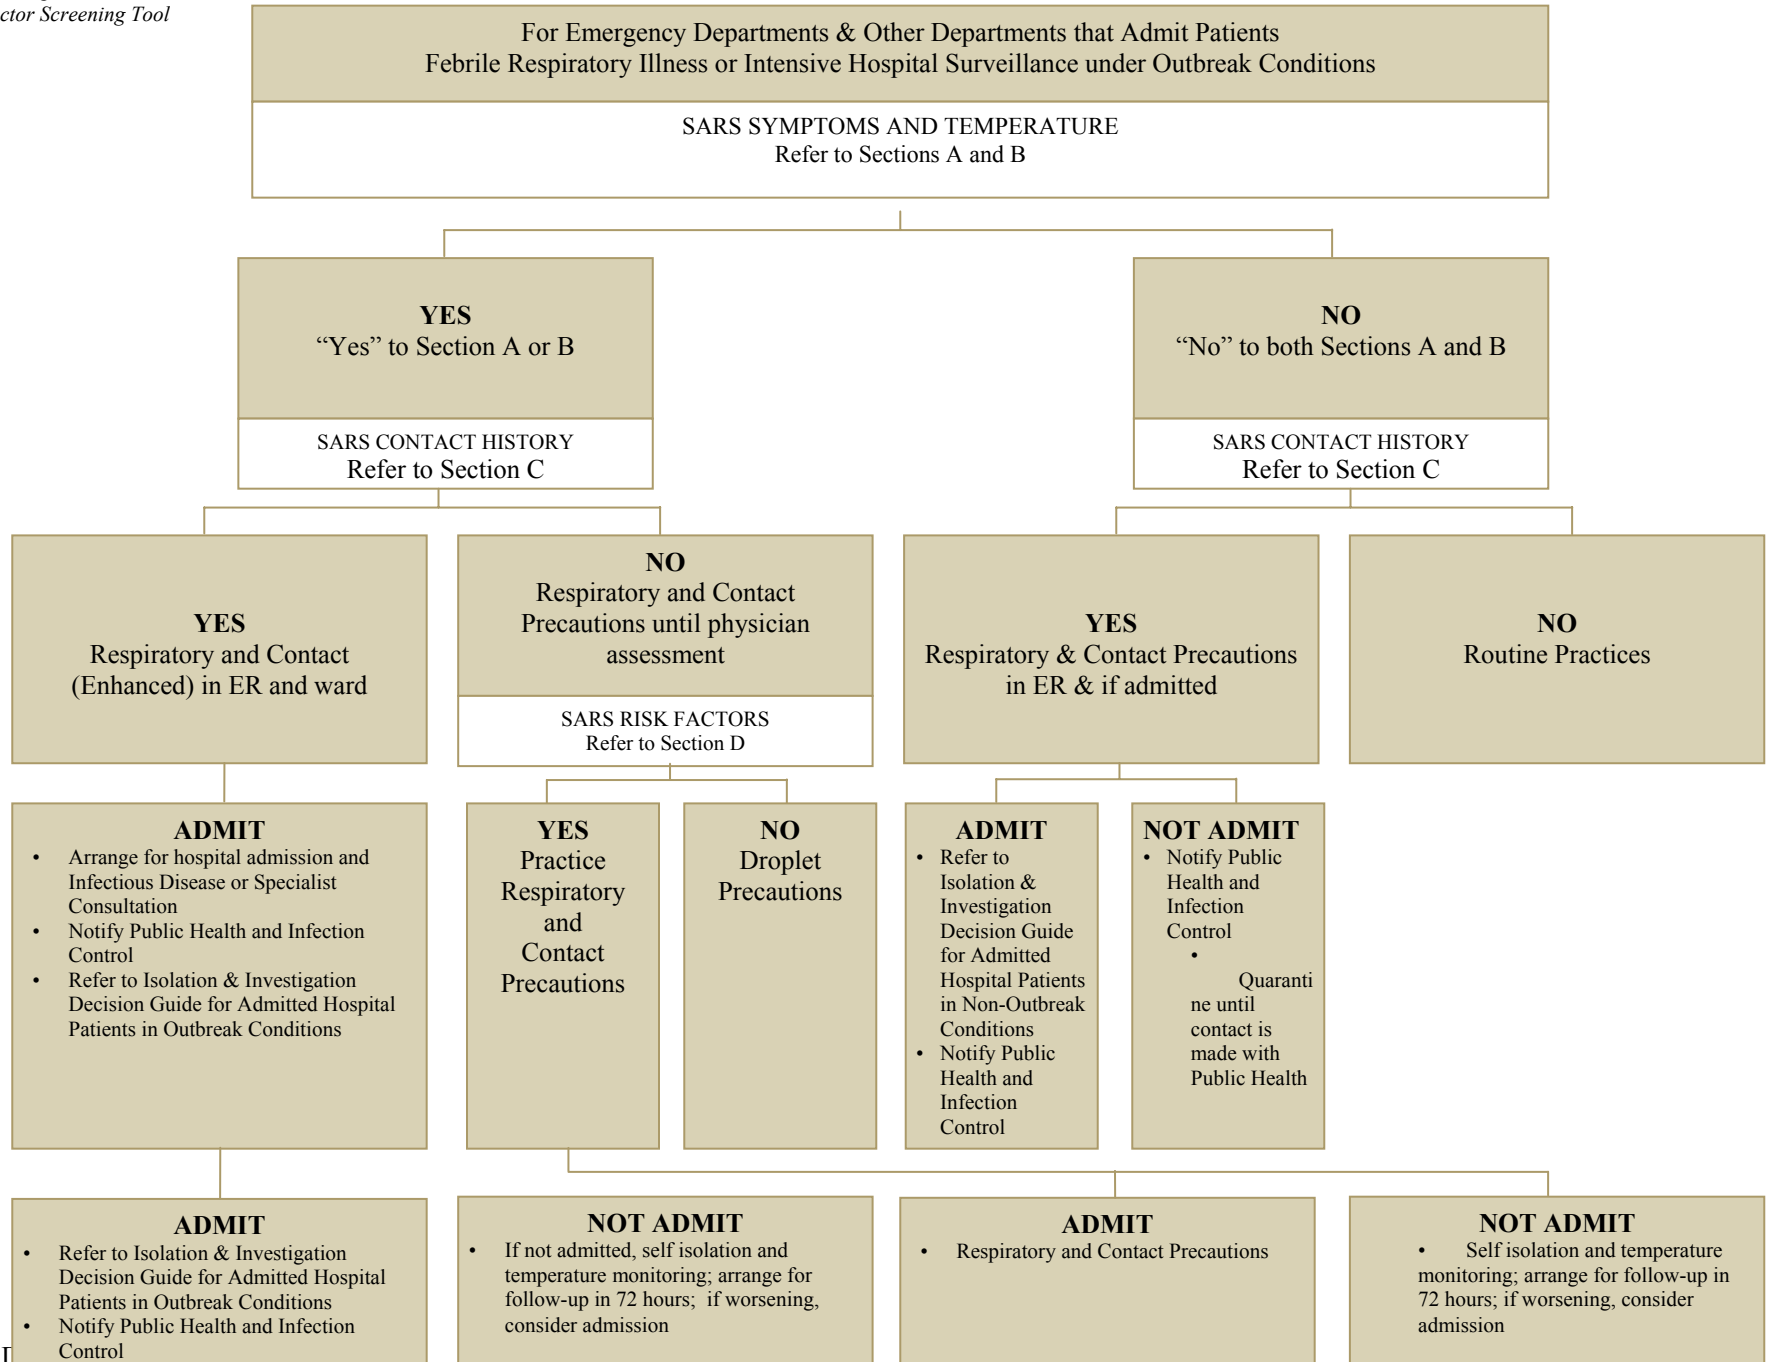 ctor Screening Tool
For Emergency Departments & Other Departments that Admit Patients
Febrile Respiratory Illness or Intensive Hospital Surveillance under Outbreak Conditions
SARS SYMPTOMS AND TEMPERATURE
Refer to Sections A and B
YES
“Yes” to Section A or B
SARS CONTACT HISTORY
Refer to Section C
NO
“No” to both Sections A and B
SARS CONTACT HISTORY
Refer to Section C
YES
Respiratory and Contact
(Enhanced) in ER and ward
NO
Respiratory and Contact
Precautions until physician
assessment
SARS RISK FACTORS
Refer to Section D
YES
Respiratory & Contact Precautions
in ER & if admitted
NO
Routine Practices
ADMIT
• Arrange for hospital admission and
Infectious Disease or Specialist
Consultation
• Notify Public Health and Infection
Control
• Refer to Isolation & Investigation
Decision Guide for Admitted Hospital
Patients in Outbreak Conditions
YES
Practice
Respiratory
and
Contact
Precautions
NO
Droplet
Precautions
ADMIT
• Refer to
Isolation &
Investigation
Decision Guide
for Admitted
Hospital Patients
in Non-Outbreak
Conditions
• Notify Public
Health and
Infection
Control
NOT ADMIT
• Notify Public
Health and
Infection
Control
•
Quaranti
ne until
contact is
made with
Public Health
ADMIT
• Refer to Isolation & Investigation
Decision Guide for Admitted Hospital
Patients in Outbreak Conditions
• Notify Public Health and Infection
Control
NOT ADMIT
• If not admitted, self isolation and
temperature monitoring; arrange for
follow-up in 72 hours; if worsening,
consider admission
ADMIT
• Respiratory and Contact Precautions
NOT ADMIT
• Self isolation and temperature
monitoring; arrange for follow-up in
72 hours; if worsening, consider
admission